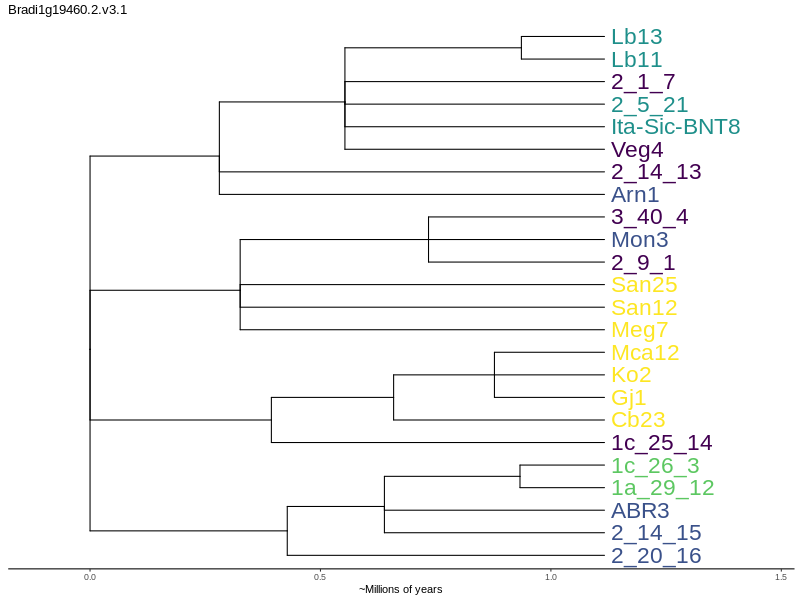 Bradi1g19460.2.v3.1
Lb13
Lb11
2_1_7
2_5_21
Ita-Sic-BNT8
Veg4
2_14_13
Arn1
3_40_4
Mon3
2_9_1
San25
San12
Meg7
Mca12
Ko2
Gj1
Cb23
1c_25_14
1c_26_3
1a_29_12
ABR3
2_14_15
2_20_16
0.0 0.5 1.0 1.5
~Millions of years